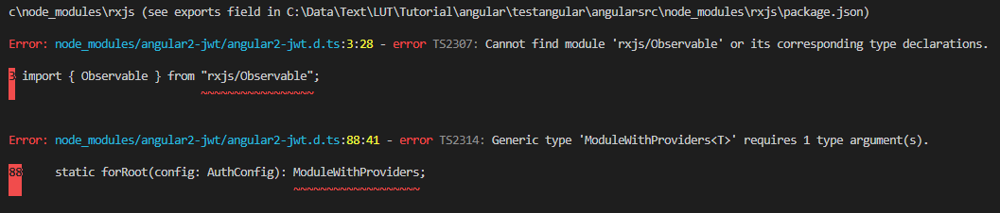 c\node_modules\rxjs (see exports field in C:\Data\Text\LUT\Tutorial\angular\testangular\angularsrc\node_modules\rxjs\package.json)
Error: node_modules/angular2-jwt/angular2-jwt.d.ts:3:28 - error TS2307: Cannot find module 'rxjs/Observable' or its corresponding type declarations.
3 import { Observable } from "rxjs/Observable";
~~~~~~~~~~~~~~~~~
Error: node_modules/angular2-jwt/angular2-jwt.d.ts:88:41 - error TS2314: Generic type 'ModuleWithProviders<T>' requires 1 type argument(s).
88     static forRoot(config: AuthConfig): ModuleWithProviders;
~~~~~~~~~~~~~~~~~~~